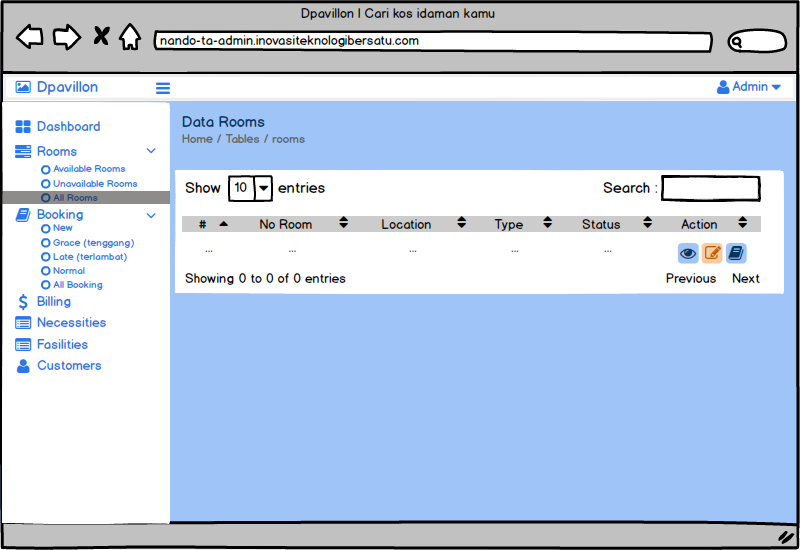 Dpavillon | Cari kos idaman kamu
nando-ta-admin.inovasiteknologibersatu.com
Dpavillon
Admin
Dashboard
Rooms
Available Rooms
Unavailable Rooms
All Rooms
Booking
New
Grace (tenggang)
Late (terlambat)
Normal
All Booking
Billing
Necessities
Fasilities
Customers
Data Rooms
Home / Tables / rooms
Show 10 entries Search :
# No Room Location Type Status Action
... ... ... ... ...
Showing 0 to 0 of 0 entries Previous Next